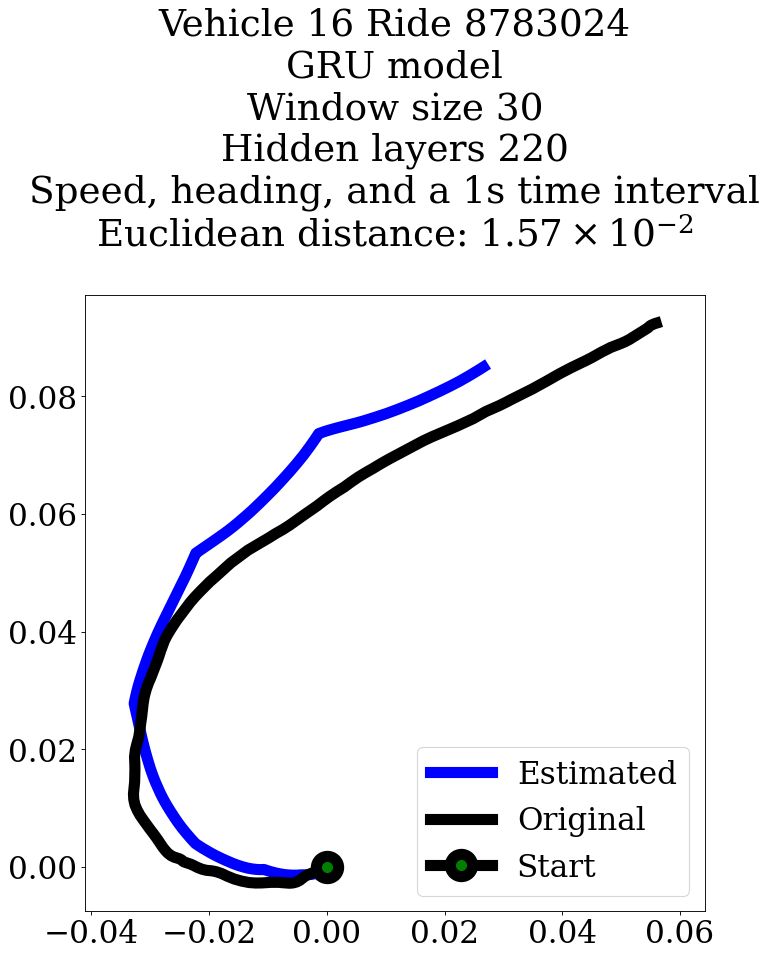 Vehicle 16 Ride 8783024
GRU model
Window size 30
Hidden layers 220
Speed, heading, and a 1s time interval
Euclidean distance: 1.57 × 10⁻²
0.08
0.06
0.04
0.02
0.00
Estimated
Original
Start
−0.04 −0.02 0.00 0.02 0.04 0.06